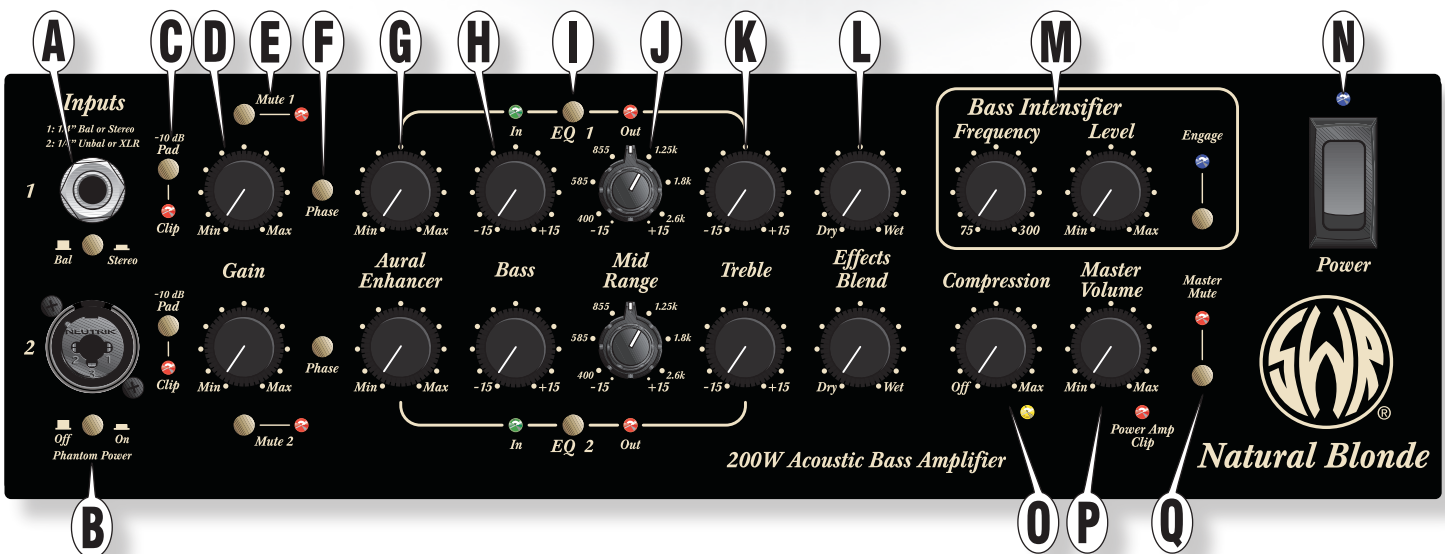 A C D E F G H I J K L M N
Inputs
1: 1/4" Bal or Stereo
2: 1/4" Unbal or XLR
1
Bal Stereo
-10 dB
Pad
Clip
Mute 1
Min Max
Gain
Phase
Min Max
Aural
Enhancer
In EQ 1 Out
-15 +15
Bass
855 1.25k
585 1.8k
400 2.6k
-15 +15
Mid
Range
-15 +15
Treble
Dry Wet
Effects
Blend
Bass Intensifier
Frequency Level
Engage
75 300
Min Max
Power
2
NEUTRIK
2 1
3
Off On
Phantom Power
-10 dB
Pad
Clip
Min Max
Mute 2
Phase
Min Max
-15 +15
855 1.25k
585 1.8k
400 2.6k
-15 +15
-15 +15
In EQ 2 Out
Dry Wet
Compression
Off Max
Master
Volume
Min Max
Power Amp
Clip
Master
Mute
SWR
®
200W Acoustic Bass Amplifier
Natural Blonde
B O P Q